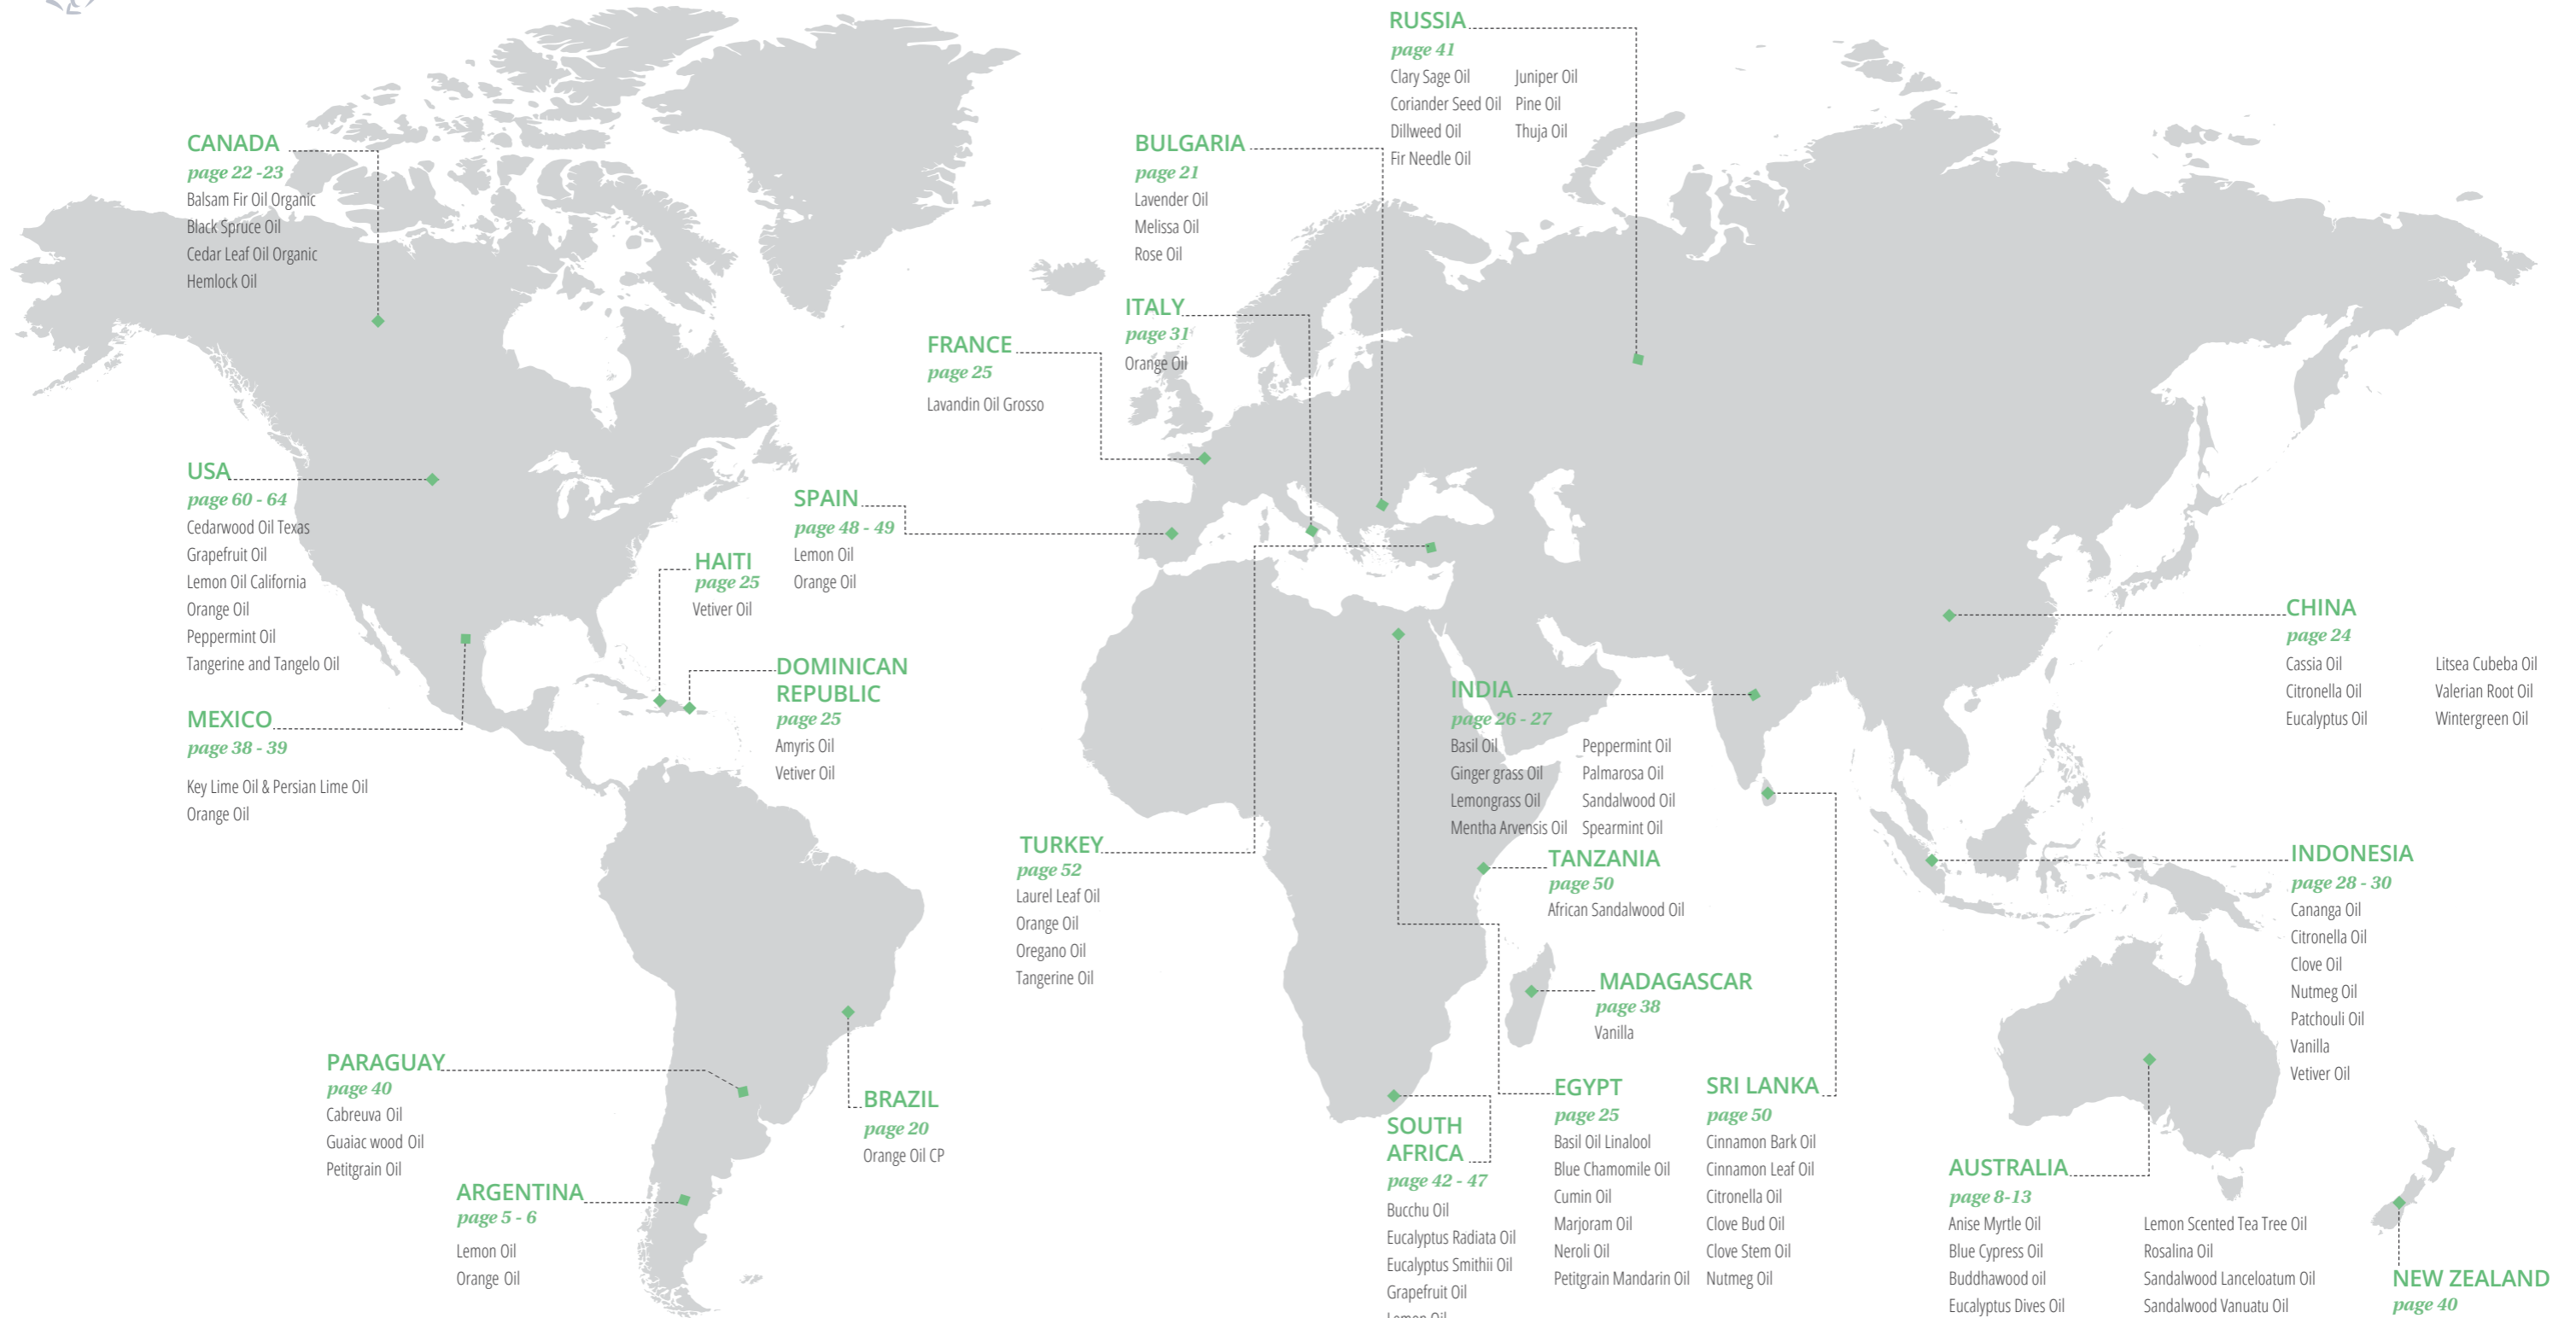 RUSSIA
page 41
Clary Sage Oil
Coriander Seed Oil
Dillweed Oil
Fir Needle Oil
Juniper Oil
Pine Oil
Thuja Oil
CANADA
page 22 -23
Balsam Fir Oil Organic
Black Spruce Oil
Cedar Leaf Oil Organic
Hemlock Oil
BULGARIA
page 21
Lavender Oil
Melissa Oil
Rose Oil
ITALY
page 31
Orange Oil
FRANCE
page 25
Lavandin Oil Grosso
USA
page 60 - 64
Cedarwood Oil Texas
Grapefruit Oil
Lemon Oil California
Orange Oil
Peppermint Oil
Tangerine and Tangelo Oil
SPAIN
page 48 - 49
Lemon Oil
Orange Oil
HAITI
page 25
Vetiver Oil
DOMINICAN
REPUBLIC
page 25
Amyris Oil
Vetiver Oil
MEXICO
page 38 - 39
Key Lime Oil & Persian Lime Oil
Orange Oil
CHINA
page 24
Cassia Oil
Citronella Oil
Eucalyptus Oil
Litsea Cubeba Oil
Valerian Root Oil
Wintergreen Oil
INDIA
page 26 - 27
Basil Oil
Ginger grass Oil
Lemongrass Oil
Mentha Arvensis Oil
Peppermint Oil
Palmarosa Oil
Sandalwood Oil
Spearmint Oil
TURKEY
page 52
Laurel Leaf Oil
Orange Oil
Oregano Oil
Tangerine Oil
TANZANIA
page 50
African Sandalwood Oil
INDONESIA
page 28 - 30
Cananga Oil
Citronella Oil
Clove Oil
Nutmeg Oil
Patchouli Oil
Vanilla
Vetiver Oil
MADAGASCAR
page 38
Vanilla
PARAGUAY
page 40
Cabreuva Oil
Guaiac wood Oil
Petitgrain Oil
BRAZIL
page 20
Orange Oil CP
ARGENTINA
page 5 - 6
Lemon Oil
Orange Oil
SOUTH
AFRICA
page 42 - 47
Bucchu Oil
Eucalyptus Radiata Oil
Eucalyptus Smithii Oil
Grapefruit Oil
Lemon Oil
EGYPT
page 25
Basil Oil Linalool
Blue Chamomile Oil
Cumin Oil
Marjoram Oil
Neroli Oil
Petitgrain Mandarin Oil
SRI LANKA
page 50
Cinnamon Bark Oil
Cinnamon Leaf Oil
Citronella Oil
Clove Bud Oil
Clove Stem Oil
Nutmeg Oil
AUSTRALIA
page 8-13
Anise Myrtle Oil
Blue Cypress Oil
Buddhawood oil
Eucalyptus Dives Oil
Lemon Scented Tea Tree Oil
Rosalina Oil
Sandalwood Lanceloatum Oil
Sandalwood Vanuatu Oil
NEW ZEALAND
page 40